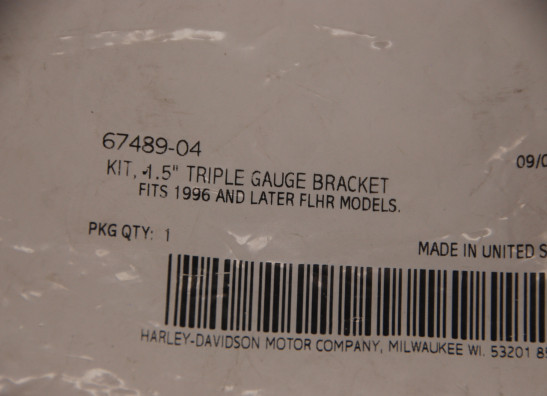 67489-04
09/0
KIT, 1.5" TRIPLE GAUGE BRACKET
FITS 1996 AND LATER FLHR MODELS.
PKG QTY: 1
MADE IN UNITED S
HARLEY-DAVIDSON MOTOR COMPANY, MILWAUKEE WI. 53201 85